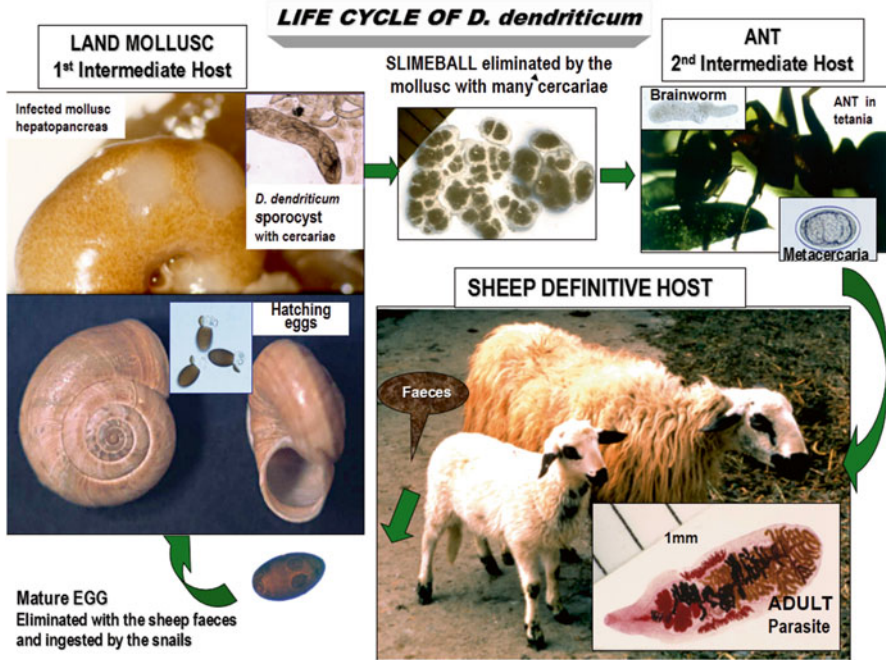 LIFE CYCLE OF D. dendriticum
LAND MOLLUSC
1st Intermediate Host
Infected mollusc
hepatopancreas
D. dendriticum
sporocyst
with cercariae
SLIMEBALL eliminated by the
mollusc with many cercariae
ANT
2nd Intermediate Host
Brainworm
ANT in
tetania
Metacercaria
SHEEP DEFINITIVE HOST
Faeces
1mm
ADULT
Parasite
Hatching
eggs
Mature EGG
Eliminated with the sheep faeces
and ingested by the snails